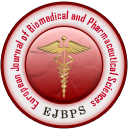 European Journal of Biomedical and Pharmaceutical Sciences
EJBPS